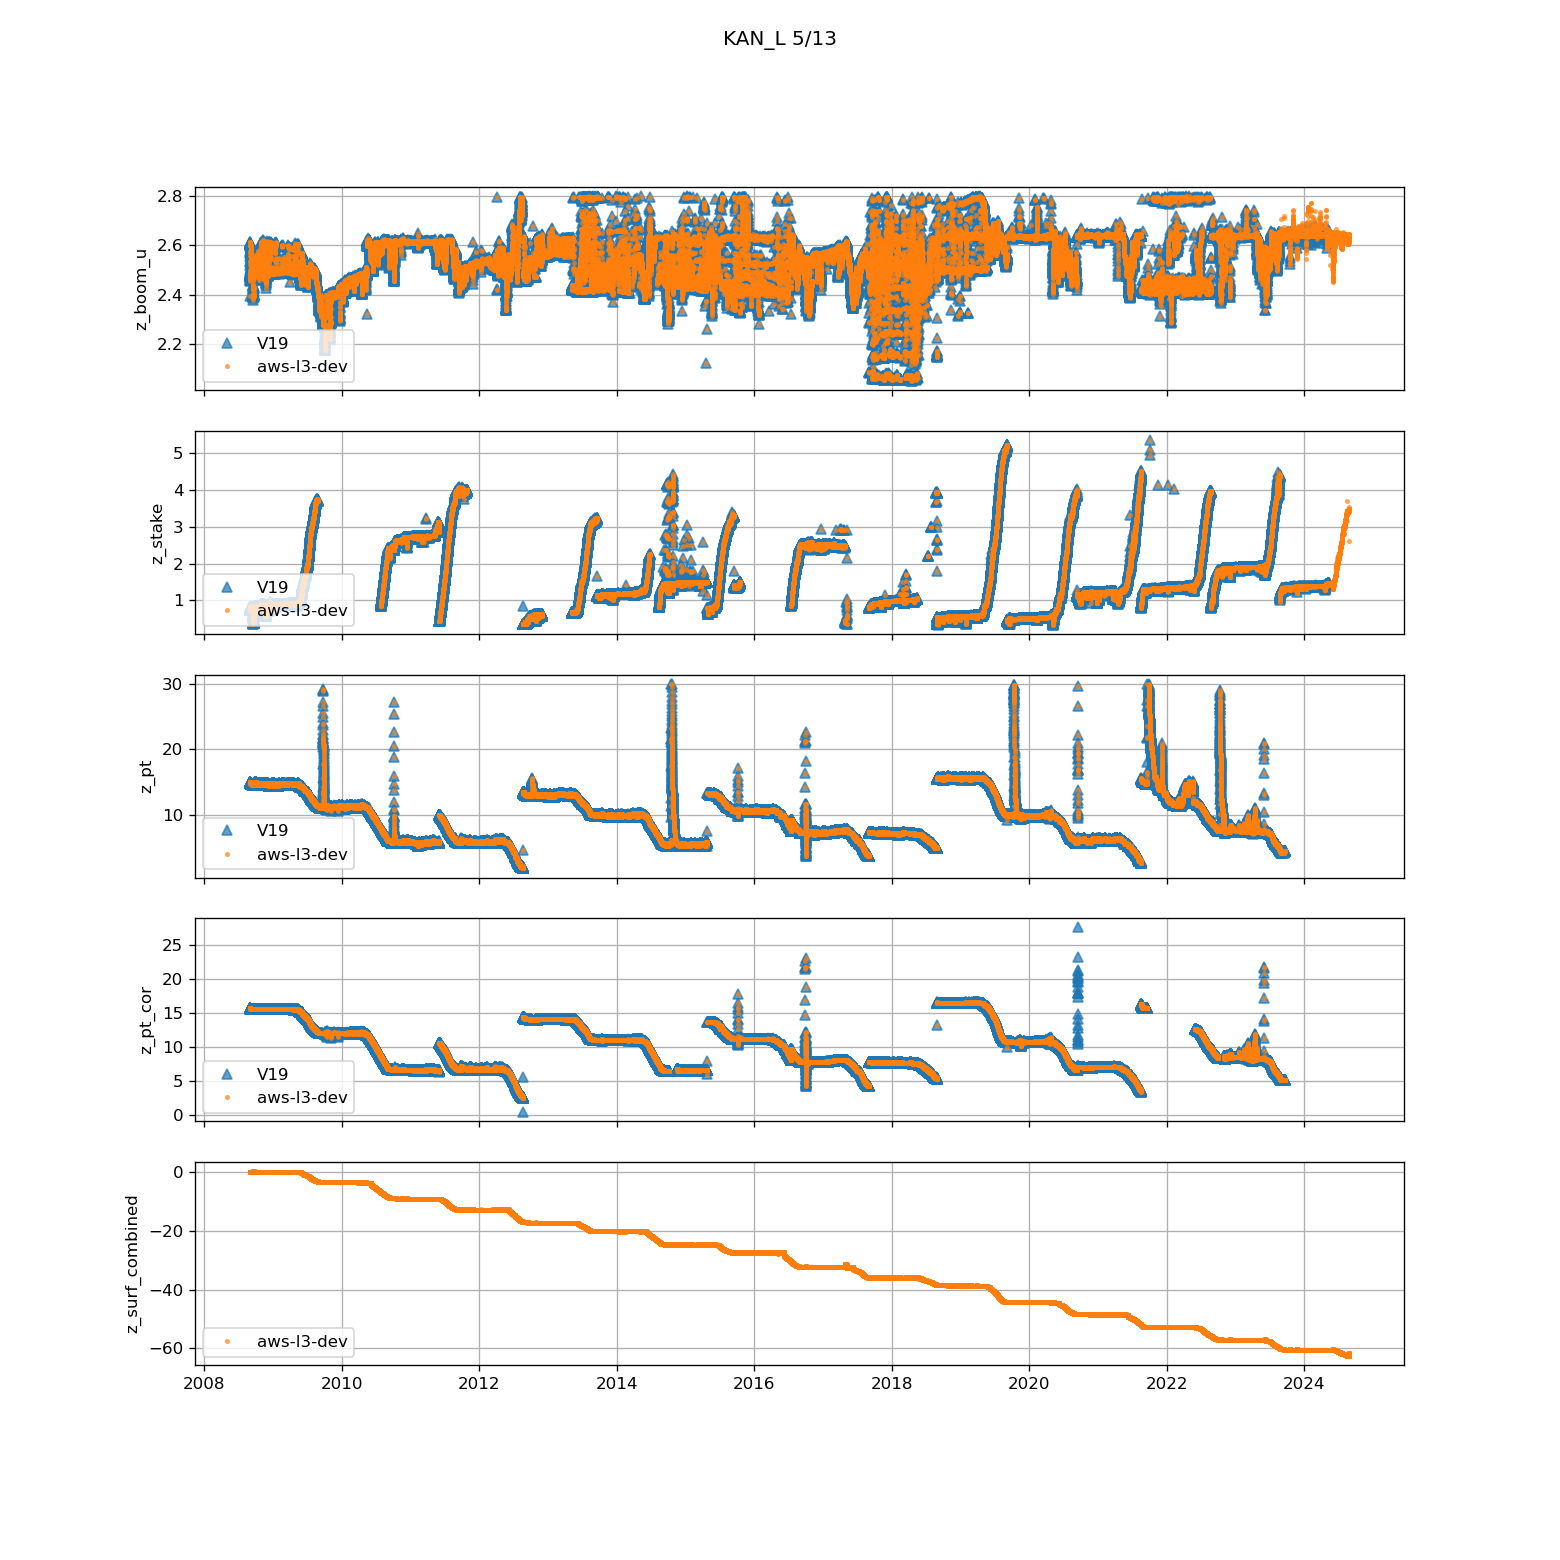 KAN_L 5/13
2.8
2.6
2.4
2.2
z_boom_u
V19
aws-l3-dev
5
4
3
2
1
z_stake
V19
aws-l3-dev
30
20
10
z_pt
V19
aws-l3-dev
25
20
15
10
5
0
z_pt_cor
V19
aws-l3-dev
0
−20
−40
−60
z_surf_combined
aws-l3-dev
2008 2010 2012 2014 2016 2018 2020 2022 2024